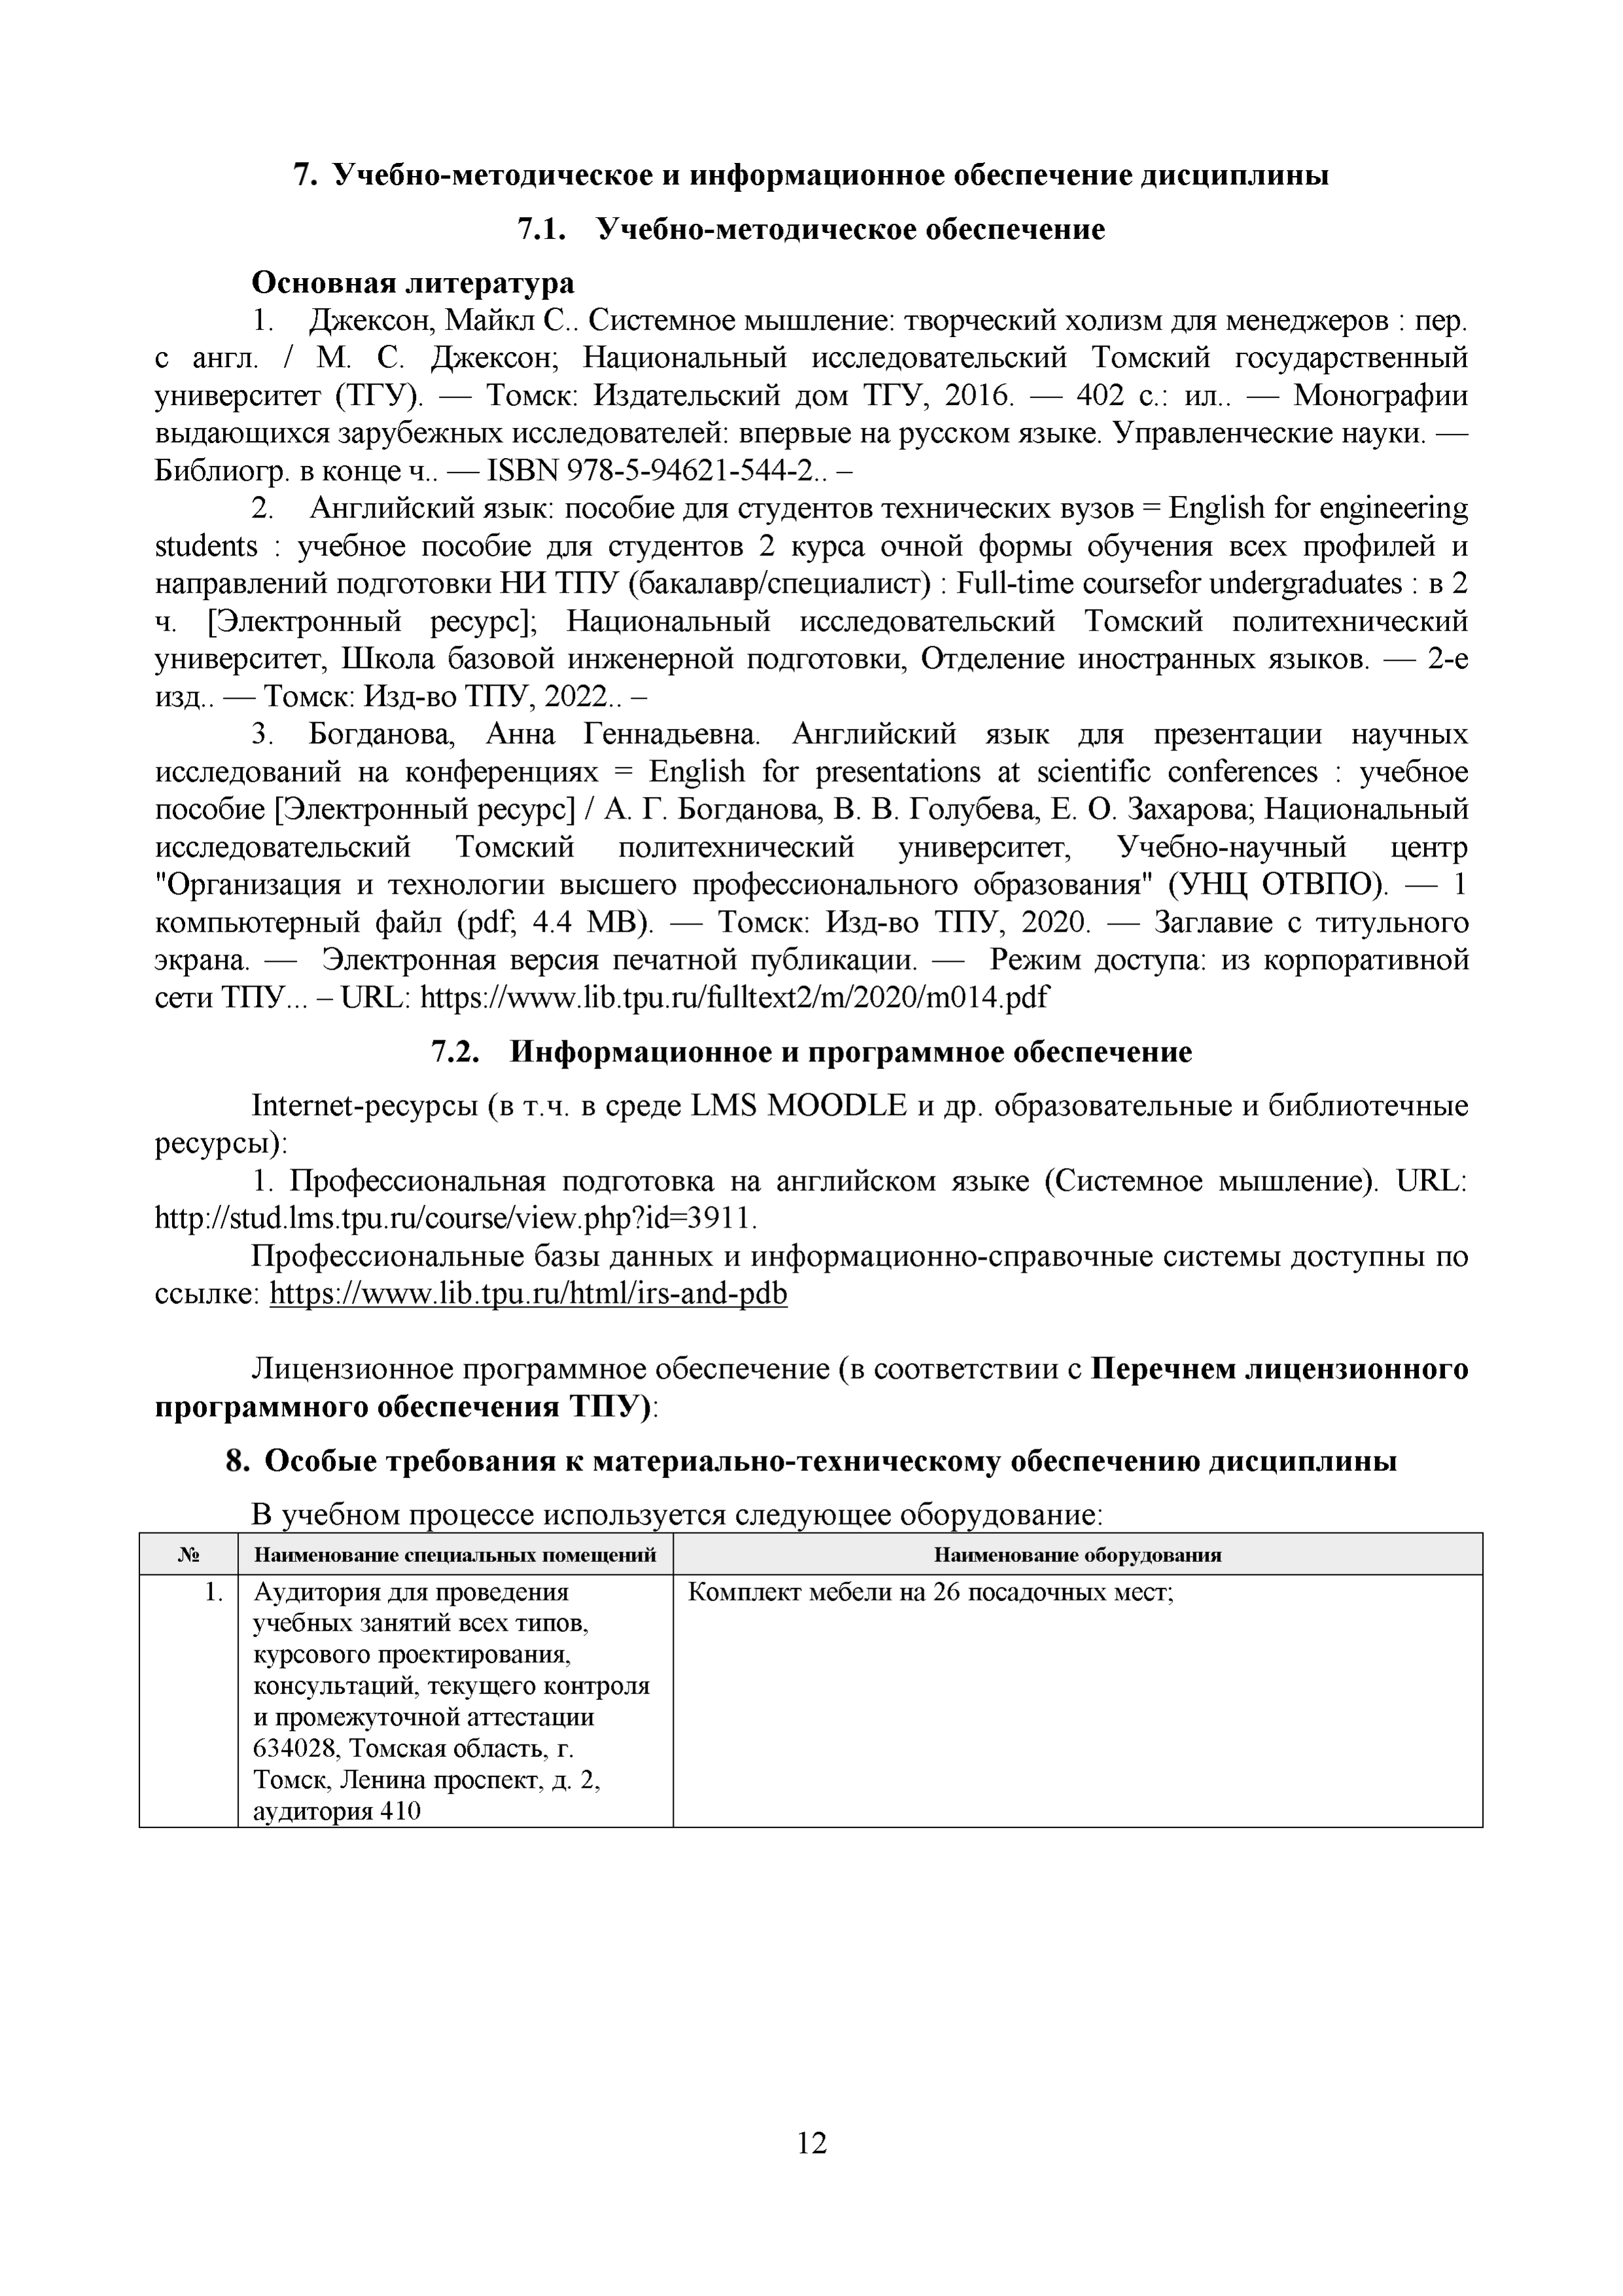 7. Учебно-методическое и информационное обеспечение дисциплины
7.1. Учебно-методическое обеспечение
Основная литература
1. Джексон, Майкл С.. Системное мышление: творческий холизм для менеджеров : пер.
с англ. / М. С. Джексон; Национальный исследовательский Томский государственный
университет (ТГУ). — Томск: Издательский дом ТГУ, 2016. — 402 с.: ил.. — Монографии
выдающихся зарубежных исследователей: впервые на русском языке. Управленческие науки. —
Библиогр. в конце ч.. — ISBN 978-5-94621-544-2.. –
2. Английский язык: пособие для студентов технических вузов = English for engineering
students : учебное пособие для студентов 2 курса очной формы обучения всех профилей и
направлений подготовки НИ ТПУ (бакалавр/специалист) : Full-time coursefor undergraduates : в 2
ч. [Электронный ресурс]; Национальный исследовательский Томский политехнический
университет, Школа базовой инженерной подготовки, Отделение иностранных языков. — 2-е
изд.. — Томск: Изд-во ТПУ, 2022.. –
3. Богданова, Анна Геннадьевна. Английский язык для презентации научных
исследований на конференциях = English for presentations at scientific conferences : учебное
пособие [Электронный ресурс] / А. Г. Богданова, В. В. Голубева, Е. О. Захарова; Национальный
исследовательский Томский политехнический университет, Учебно-научный центр
"Организация и технологии высшего профессионального образования" (УНЦ ОТВПО). — 1
компьютерный файл (pdf; 4.4 MB). — Томск: Изд-во ТПУ, 2020. — Заглавие с титульного
экрана. — Электронная версия печатной публикации. — Режим доступа: из корпоративной
сети ТПУ... – URL: https://www.lib.tpu.ru/fulltext2/m/2020/m014.pdf
7.2. Информационное и программное обеспечение
Internet-ресурсы (в т.ч. в среде LMS MOODLE и др. образовательные и библиотечные
ресурсы):
1. Профессиональная подготовка на английском языке (Системное мышление). URL:
http://stud.lms.tpu.ru/course/view.php?id=3911.
Профессиональные базы данных и информационно-справочные системы доступны по
ссылке: https://www.lib.tpu.ru/html/irs-and-pdb
Лицензионное программное обеспечение (в соответствии с Перечнем лицензионного
программного обеспечения ТПУ):
8. Особые требования к материально-техническому обеспечению дисциплины
В учебном процессе используется следующее оборудование:
№ Наименование специальных помещений Наименование оборудования
1. Аудитория для проведения Комплект мебели на 26 посадочных мест;
учебных занятий всех типов,
курсового проектирования,
консультаций, текущего контроля
и промежуточной аттестации
634028, Томская область, г.
Томск, Ленина проспект, д. 2,
аудитория 410
12